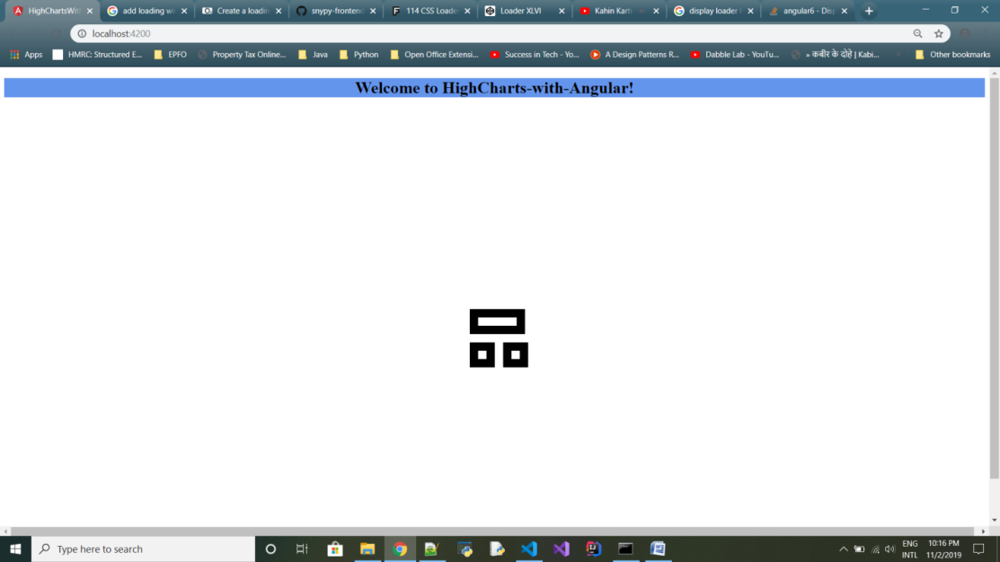 HighChartsWith
add loading wi
Create a loadin
snypy-frontend
114 CSS Loader
Loader XLVI
Kahin Karti
display loader
angular6 - Disp
localhost:4200
Apps
HMRC: Structured E...
EPFO
Property Tax Online...
Java
Python
Open Office Extensi...
Success in Tech - Yo...
A Design Patterns R...
Dabble Lab - YouTu...
» कबीर के दोहे | Kabi...
Other bookmarks
Welcome to HighCharts-with-Angular!
Type here to search
ENG
INTL
10:16 PM
11/2/2019